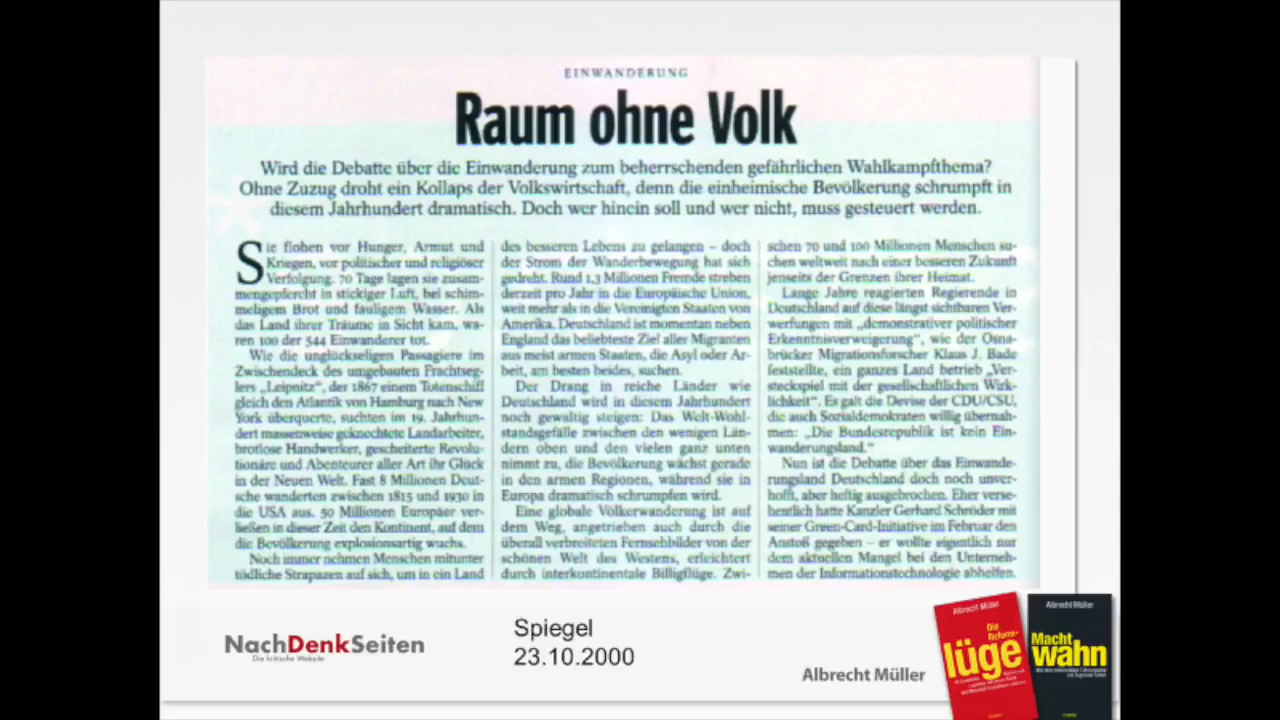 EINWANDERUNG
Raum ohne Volk
Wird die Debatte über die Einwanderung zum beherrschenden gefährlichen Wahlkampfthema?
Ohne Zuzug droht ein Kollaps der Volkswirtschaft, denn die einheimische Bevölkerung schrumpft in
diesem Jahrhundert dramatisch. Doch wer hinein soll und wer nicht, muss gesteuert werden.
Sie flohen vor Hunger, Armut und
Kriegen, vor politischer und religiöser
Verfolgung. 70 Tage lagen sie zusam-
mengepfercht in stickiger Luft, bei schim-
meligem Brot und fauligem Wasser. Als
das Land ihrer Träume in Sicht kam, wa-
ren 100 der 544 Einwanderer tot.
Wie die unglückseligen Passagiere im
Zwischendeck des umgebauten Frachtseg-
lers „Leipnitz“, der 1867 einem Totenschiff
gleich den Atlantik von Hamburg nach New
York überquerte, suchten im 19. Jahrhun-
dert massenweise geknechtete Landarbeiter,
brotlose Handwerker, gescheiterte Revolu-
tionäre und Abenteurer aller Art ihr Glück
in der Neuen Welt. Fast 8 Millionen Deut-
sche wanderten zwischen 1815 und 1930 in
die USA aus. 50 Millionen Europäer ver-
ließen in dieser Zeit den Kontinent, auf dem
die Bevölkerung explosionsartig wuchs.
Noch immer nehmen Menschen mitunter
tödliche Strapazen auf sich, um in ein Land
des besseren Lebens zu gelangen – doch
der Strom der Wanderbewegung hat sich
gedreht. Rund 1,3 Millionen Fremde streben
derzeit pro Jahr in die Europäische Union,
weit mehr als in die Vereinigten Staaten von
Amerika. Deutschland ist momentan neben
England das beliebteste Ziel aller Migranten
aus meist armen Staaten, die Asyl oder Ar-
beit, am besten beides, suchen.
Der Drang in reiche Länder wie
Deutschland wird in diesem Jahrhundert
noch gewaltig steigen: Das Welt-Wohl-
standsgefälle zwischen den wenigen Län-
dern oben und den vielen ganz unten
nimmt zu, die Bevölkerung wächst gerade
in den armen Regionen, während sie in
Europa dramatisch schrumpfen wird.
Eine globale Völkerwanderung ist auf
dem Weg, angetrieben auch durch die
überall verbreiteten Fernsehbilder von der
schönen Welt des Westens, erleichtert
durch interkontinentale Billigflüge. Zwi-
schen 70 und 100 Millionen Menschen su-
chen weltweit nach einer besseren Zukunft
jenseits der Grenzen ihrer Heimat.
Lange Jahre reagierten Regierende in
Deutschland auf diese längst sichtbaren Ver-
werfungen mit „demonstrativer politischer
Erkenntnisverweigerung“, wie der Osna-
brücker Migrationsforscher Klaus J. Bade
feststellte, ein ganzes Land betrieb „Ver-
steckspiel mit der gesellschaftlichen Wirk-
lichkeit“. Es galt die Devise der CDU/CSU,
die auch Sozialdemokraten willig übernah-
men: „Die Bundesrepublik ist kein Ein-
wanderungsland.“
Nun ist die Debatte über das Einwande-
rungsland Deutschland doch noch unver-
hofft, aber heftig ausgebrochen. Eher verse-
hentlich hatte Kanzler Gerhard Schröder mit
seiner Green-Card-Initiative im Februar den
Anstoß gegeben – er wollte eigentlich nur
dem aktuellen Mangel bei den Unterneh-
men der Informationstechnologie abhelfen.
NachDenkSeiten
Die kritische Website
Spiegel
23.10.2000
Albrecht Müller
Albrecht Müller
Die Reform-
lüge
Albrecht Müller
Macht
wahn